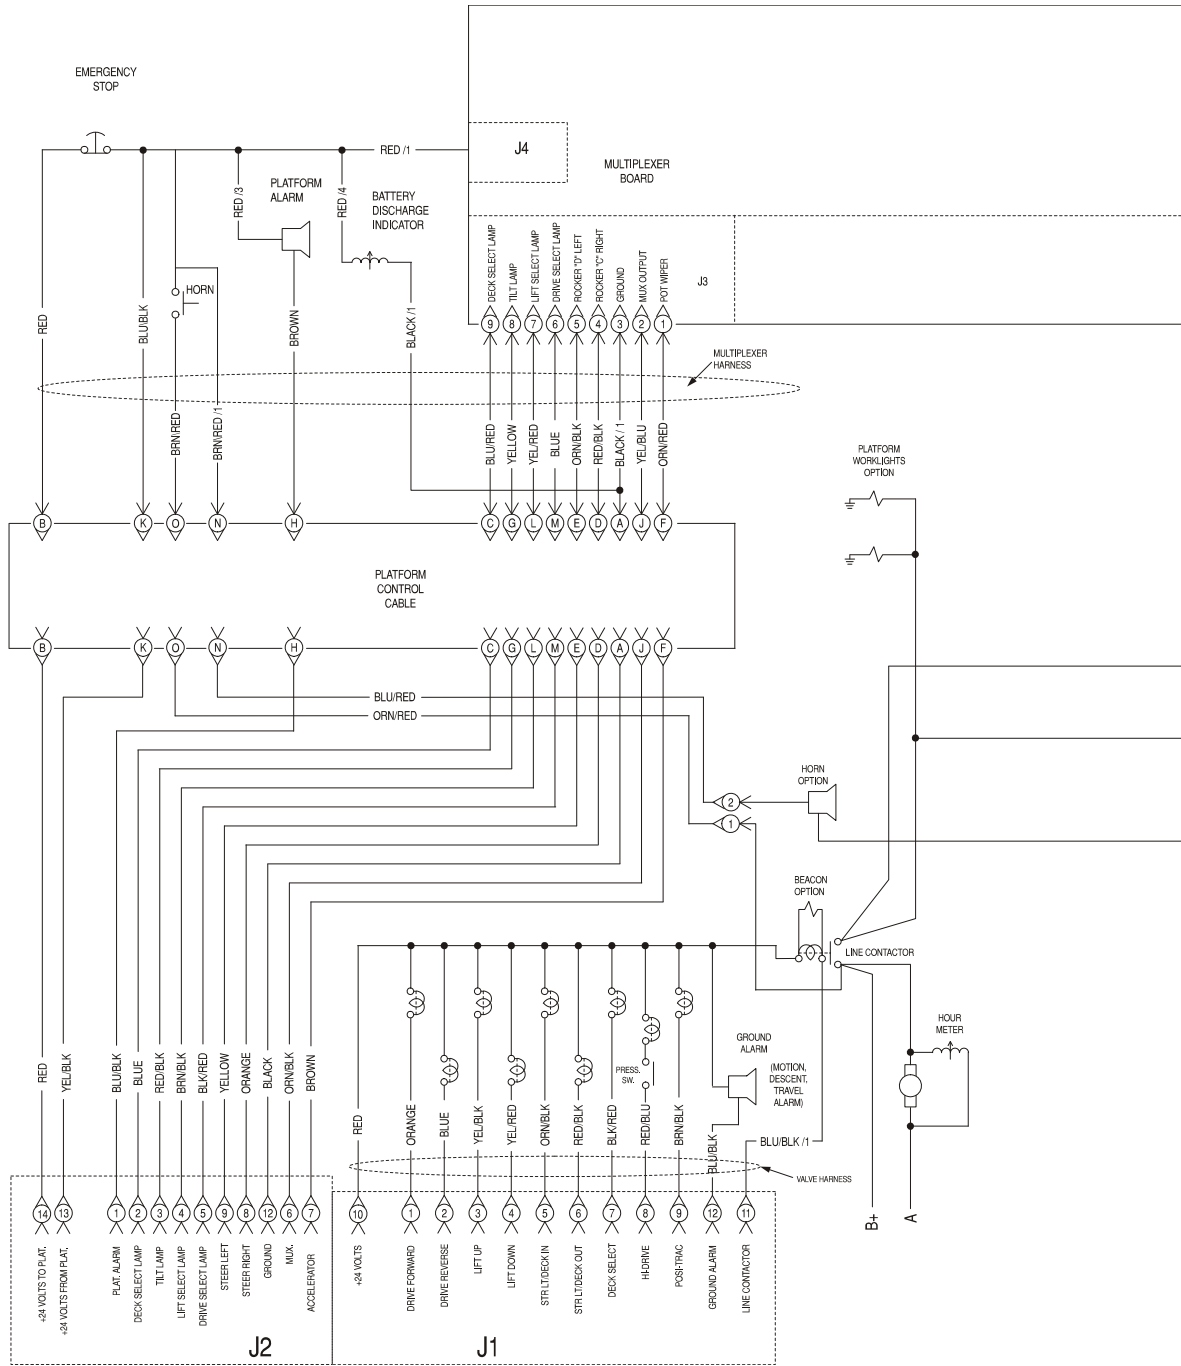 EMERGENCY
STOP
J4
MULTIPLEXER
BOARD
RED /1
PLATFORM
ALARM
BATTERY
DISCHARGE
INDICATOR
RED /3
RED /4
DECK SELECT LAMP
TILT LAMP
LIFT SELECT LAMP
DRIVE SELECT LAMP
ROCKER "D" LEFT
ROCKER "C" RIGHT
GROUND
MUX OUTPUT
POT WIPER
J3
HORN
9 8 7 6 5 4 3 2 1
RED
BLU/BLK
BROWN
BLACK /1
MULTIPLEXER
HARNESS
BRN/RED
BRN/RED /1
BLU/RED
YELLOW
YEL/RED
BLUE
ORN/BLK
RED/BLK
BLACK / 1
YEL/BLU
ORN/RED
PLATFORM
WORKLIGHTS
OPTION
B K O N H C G L M E D A J F
PLATFORM
CONTROL
CABLE
B K O N H C G L M E D A J F
BLU/RED
ORN/RED
HORN
OPTION
2
1
BEACON
OPTION
LINE CONTACTOR
HOUR
METER
GROUND
ALARM
(MOTION,
DESCENT,
TRAVEL
ALARM)
PRESS.
SW.
RED
YEL/BLK
BLU/BLK
BLUE
RED/BLK
BRN/BLK
BLK/RED
YELLOW
ORANGE
BLACK
ORN/BLK
BROWN
RED
ORANGE
BLUE
YEL/BLK
YEL/RED
ORN/BLK
RED/BLK
BLK/RED
RED/BLU
BRN/BLK
BLU/BLK
BLU/BLK /1
VALVE HARNESS
14 13 1 2 3 4 5 9 8 12 6 7
10 1 2 3 4 5 6 7 8 9 12 11
B+
A
+24 VOLTS TO PLAT.
+24 VOLTS FROM PLAT.
PLAT. ALARM
DECK SELECT LAMP
TILT LAMP
LIFT SELECT LAMP
DRIVE SELECT LAMP
STEER LEFT
STEER RIGHT
GROUND
MUX.
ACCELERATOR
+24 VOLTS
DRIVE FORWARD
DRIVE REVERSE
LIFT UP
LIFT DOWN
STR LT/DECK IN
STR LT/DECK OUT
DECK SELECT
HI-DRIVE
POSI-TRAC
GROUND ALARM
LINE CONTACTOR
J2
J1